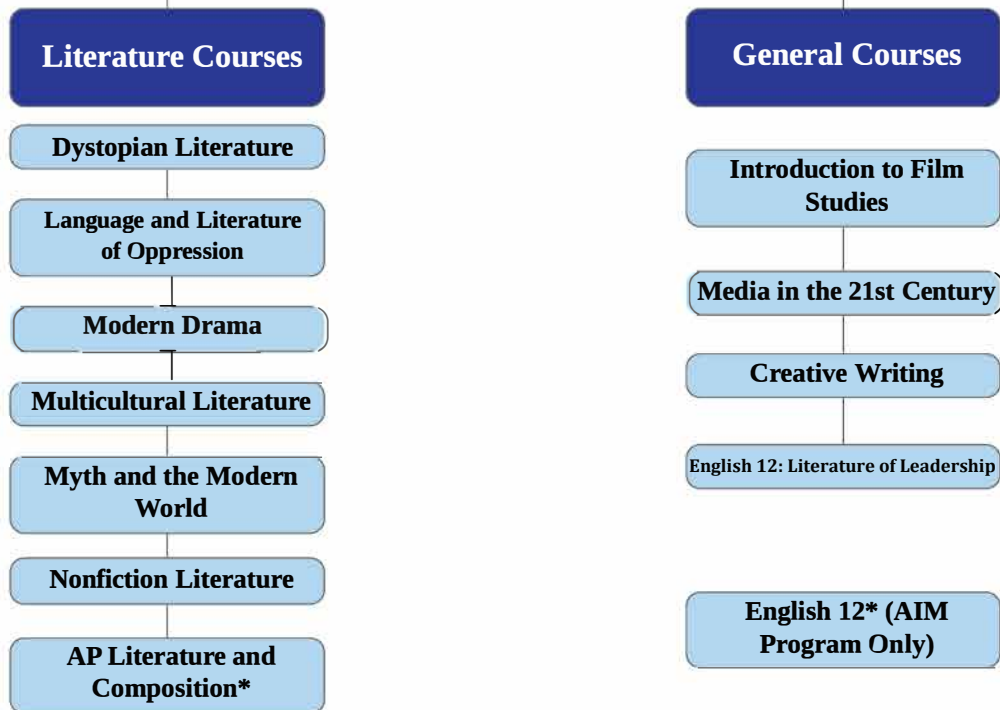 Literature Courses
Dystopian Literature
Language and Literature
of Oppression
Modern Drama
Multicultural Literature
Myth and the Modern
World
Nonfiction Literature
AP Literature and
Composition*
General Courses
Introduction to Film
Studies
Media in the 21st Century
Creative Writing
English 12: Literature of Leadership
English 12* (AIM
Program Only)